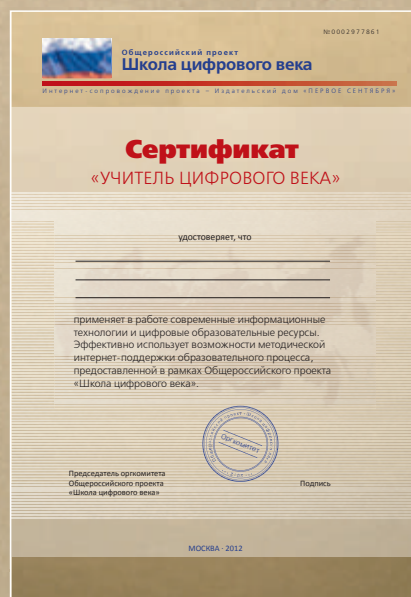 №0002977861
Общероссийский проект
Школа цифрового века
Интернет-сопровождение проекта – Издательский дом «ПЕРВОЕ СЕНТЯБРЯ»
Сертификат
«УЧИТЕЛЬ ЦИФРОВОГО ВЕКА»
удостоверяет, что
применяет в работе современные информационные
технологии и цифровые образовательные ресурсы.
Эффективно использует возможности методической
интернет-поддержки образовательного процесса,
предоставленной в рамках Общероссийского проекта
«Школа цифрового века».
Оргкомитет
Председатель оргкомитета
Общероссийского проекта
«Школа цифрового века»
Подпись
МОСКВА · 2012